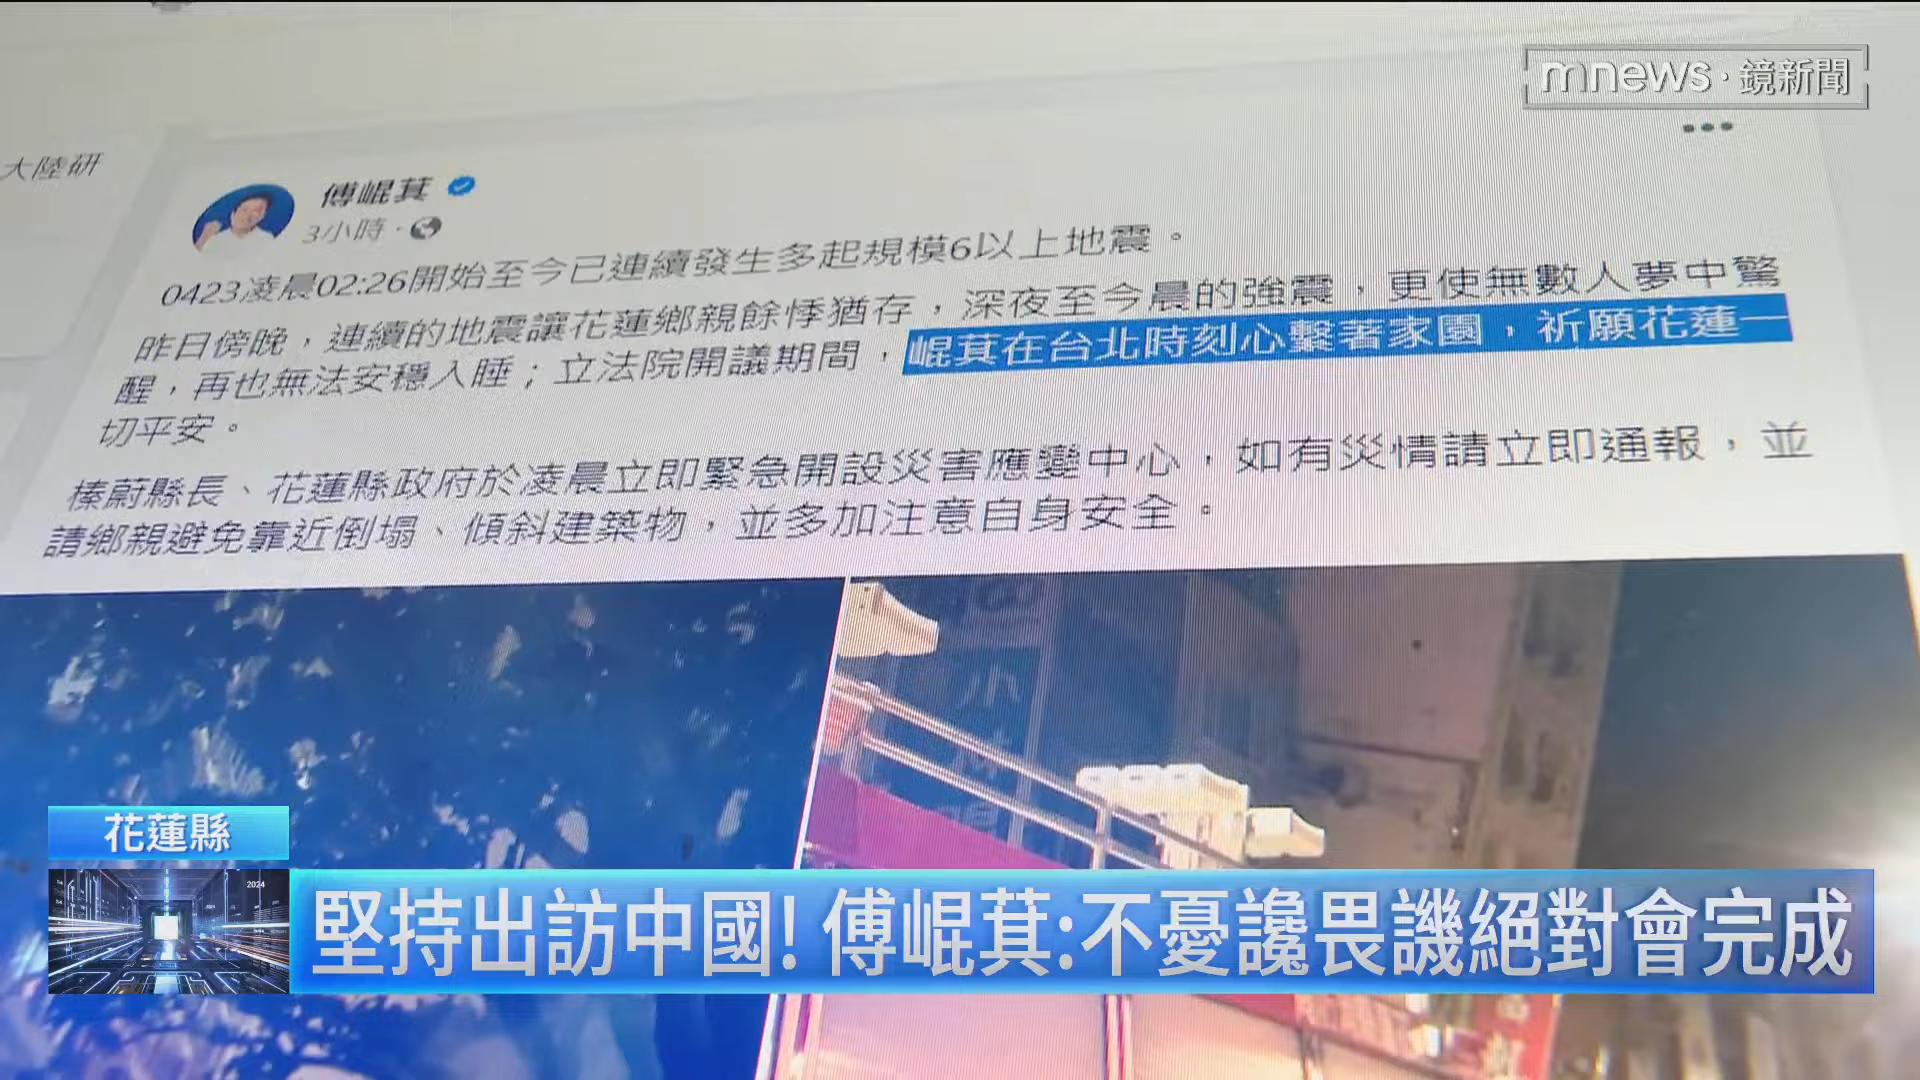 mnews·鏡新聞
大陸研
傅崐萁
3小時·
0423凌晨02:26開始至今已連續發生多起規模6以上地震。
昨日傍晚，連續的地震讓花蓮鄉親餘悸猶存，深夜至今晨的強震，更使無數人夢中驚
醒，再也無法安穩入睡；立法院開議期間，崐萁在台北時刻心繫著家園，祈願花蓮一
切平安。
榛蔚縣長、花蓮縣政府於凌晨立即緊急開設災害應變中心，如有災情請立即通報，並
請鄉親避免靠近倒塌、傾斜建築物，並多加注意自身安全。
小
花蓮縣
2024
堅持出訪中國!傅崐萁:不憂讒畏譏絕對會完成